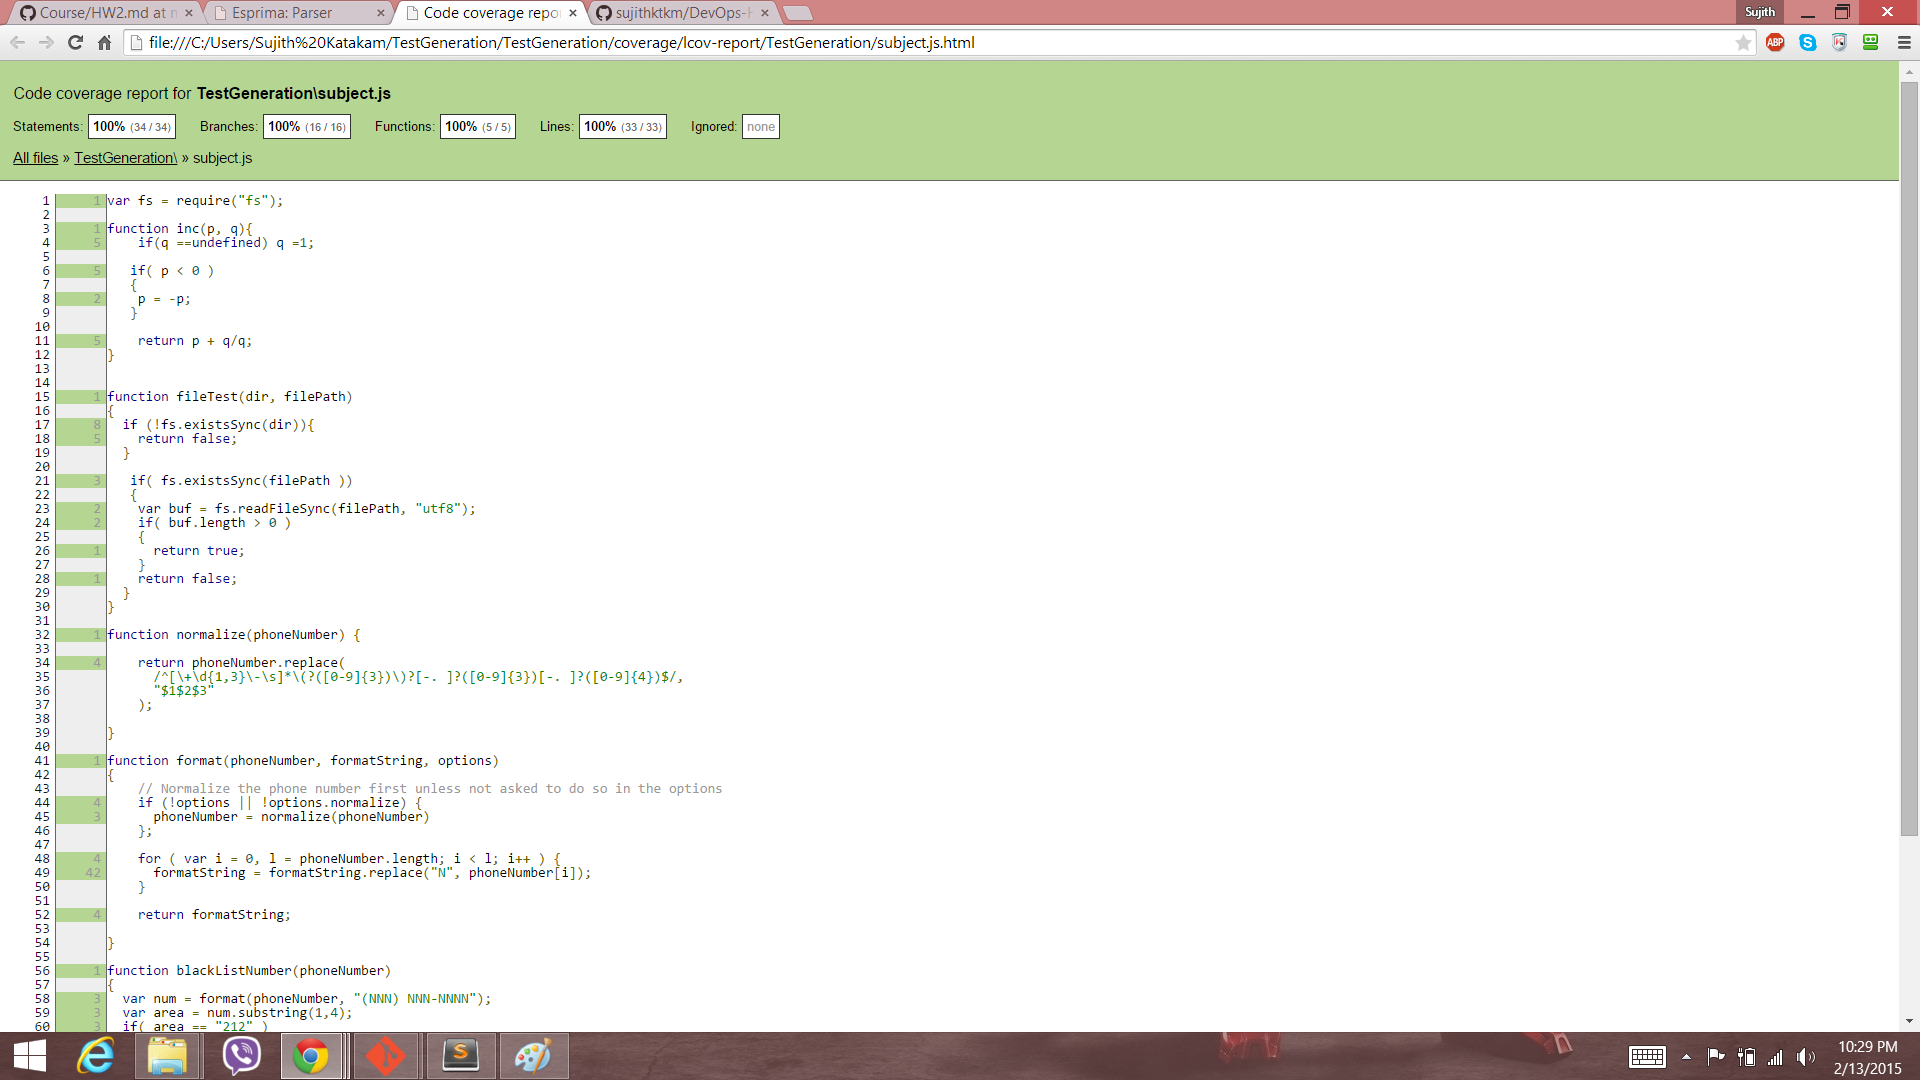 Course/HW2.md at n
Esprima: Parser
Code coverage repo
sujithktkm/DevOps-H
Sujith
file:///C:/Users/Sujith%20Katakam/TestGeneration/TestGeneration/coverage/lcov-report/TestGeneration/subject.js.html
ABP
Code coverage report for TestGeneration\subject.js
Statements: 100% (34 / 34) Branches: 100% (16 / 16) Functions: 100% (5 / 5) Lines: 100% (33 / 33) Ignored: none
All files » TestGeneration\ » subject.js
1 1 var fs = require("fs");
2
3 1 function inc(p, q){
4 5 if(q ==undefined) q =1;
5
6 5 if( p < 0 )
7 {
8 2 p = -p;
9 }
10
11 5 return p + q/q;
12 }
13
14
15 1 function fileTest(dir, filePath)
16 {
17 8 if (!fs.existsSync(dir)){
18 5 return false;
19 }
20
21 3 if( fs.existsSync(filePath ))
22 {
23 2 var buf = fs.readFileSync(filePath, "utf8");
24 2 if( buf.length > 0 )
25 {
26 1 return true;
27 }
28 1 return false;
29 }
30 }
31
32 1 function normalize(phoneNumber) {
33
34 4 return phoneNumber.replace(
35 /^[\+\d{1,3}\-\s]*\(?([0-9]{3})\)?[-. ]?([0-9]{3})[-. ]?([0-9]{4})$/,
36 "$1$2$3"
37 );
38
39 }
40
41 1 function format(phoneNumber, formatString, options)
42 {
43 // Normalize the phone number first unless not asked to do so in the options
44 4 if (!options || !options.normalize) {
45 3 phoneNumber = normalize(phoneNumber)
46 };
47
48 4 for ( var i = 0, l = phoneNumber.length; i < l; i++ ) {
49 42 formatString = formatString.replace("N", phoneNumber[i]);
50 }
51
52 4 return formatString;
53
54 }
55
56 1 function blackListNumber(phoneNumber)
57 {
58 3 var num = format(phoneNumber, "(NNN) NNN-NNNN");
59 3 var area = num.substring(1,4);
60 3 if( area == "212" )
10:29 PM
2/13/2015